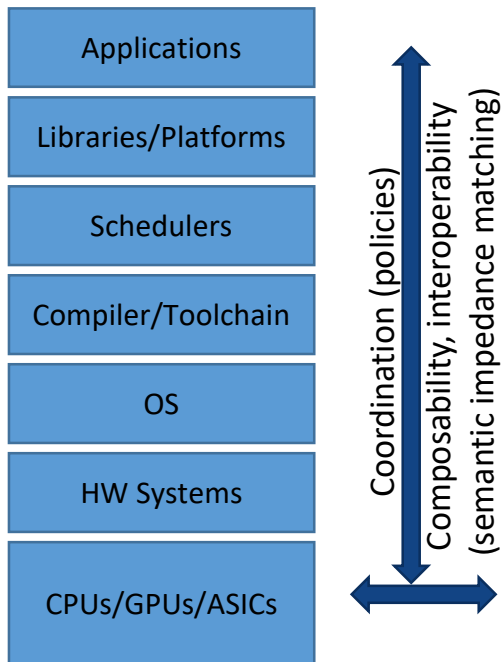 Applications
Libraries/Platforms
Schedulers
Compiler/Toolchain
OS
HW Systems
CPUs/GPUs/ASICs
Coordination (policies)
Composability, interoperability
(semantic impedance matching)